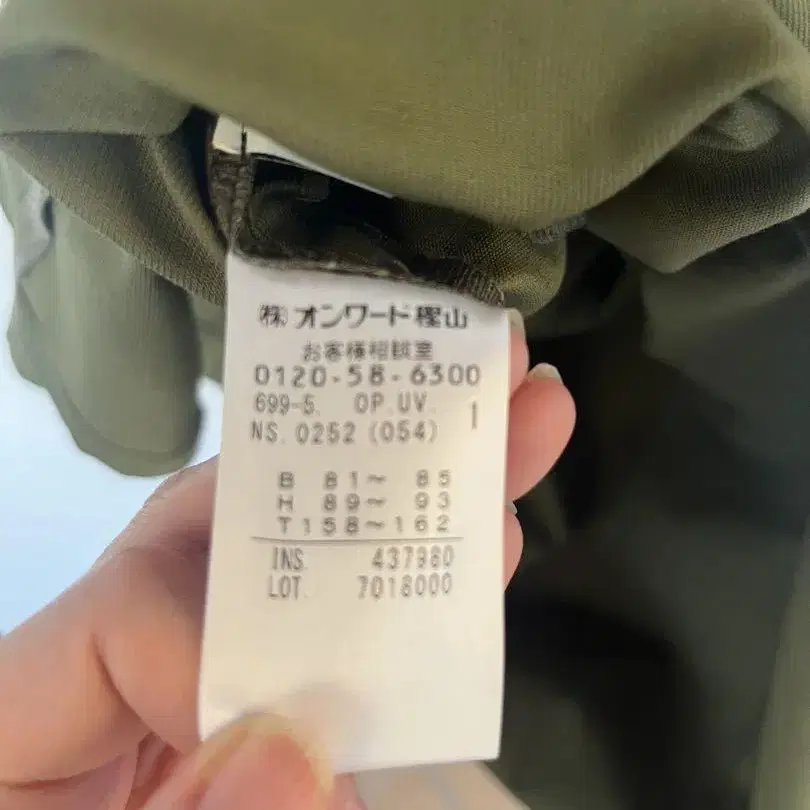 ㈱オンワード樫山
お客様相談室
0120-58-6300
699-5. OP.UV. 1
NS. 0252 (054)
B 81～ 85
H 89～ 93
T158～162
INS. 437980
LOT. 7018000